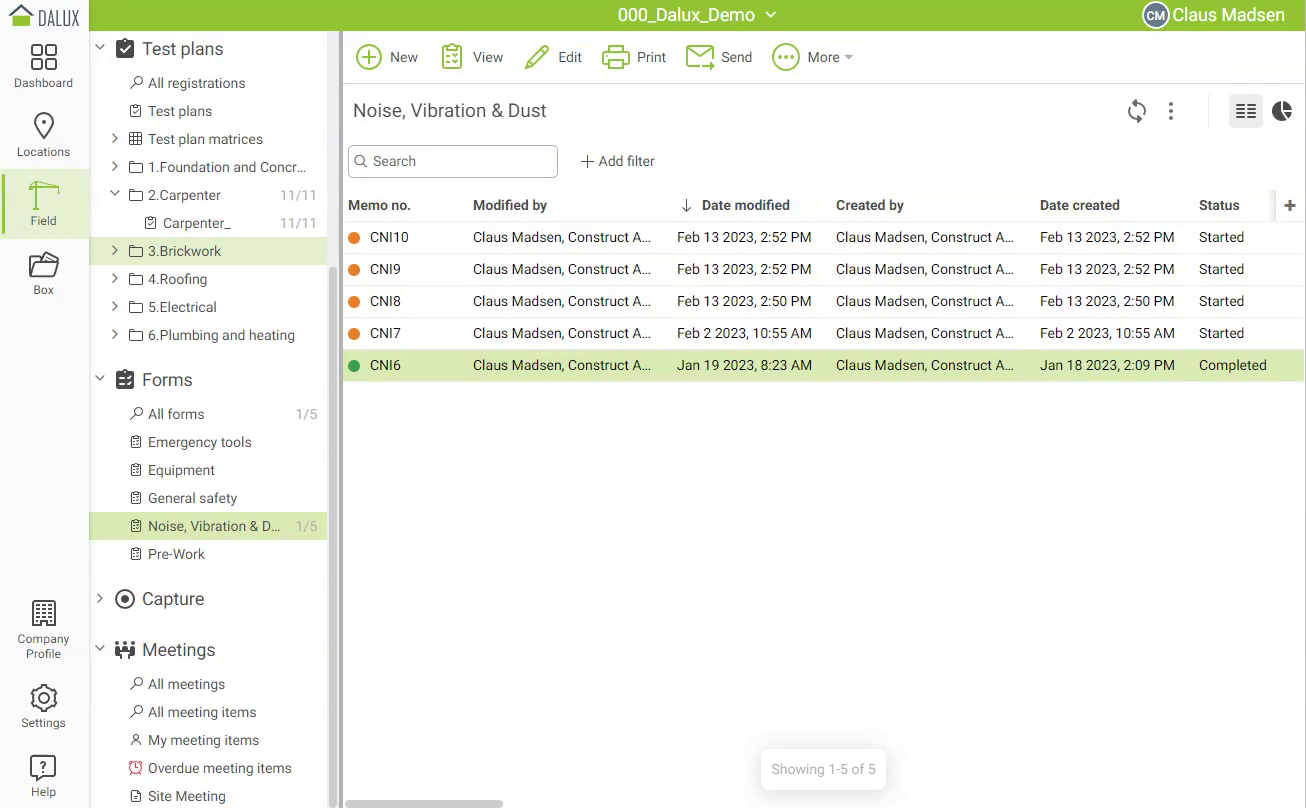 DALUX
000_Dalux_Demo
CM Claus Madsen
Dashboard
Locations
Field
Box
Company
Profile
Settings
Help
Test plans
All registrations
Test plans
Test plan matrices
1.Foundation and Concr...
2.Carpenter 11/11
Carpenter_ 11/11
3.Brickwork
4.Roofing
5.Electrical
6.Plumbing and heating
Forms
All forms 1/5
Emergency tools
Equipment
General safety
Noise, Vibration & D... 1/5
Pre-Work
Capture
Meetings
All meetings
All meeting items
My meeting items
Overdue meeting items
Site Meeting
New View Edit Print Send More
Noise, Vibration & Dust
Search Add filter
Memo no. Modified by Date modified Created by Date created Status
CNI10 Claus Madsen, Construct A... Feb 13 2023, 2:52 PM Claus Madsen, Construct A... Feb 13 2023, 2:52 PM Started
CNI9 Claus Madsen, Construct A... Feb 13 2023, 2:52 PM Claus Madsen, Construct A... Feb 13 2023, 2:52 PM Started
CNI8 Claus Madsen, Construct A... Feb 13 2023, 2:50 PM Claus Madsen, Construct A... Feb 13 2023, 2:50 PM Started
CNI7 Claus Madsen, Construct A... Feb 2 2023, 10:55 AM Claus Madsen, Construct A... Feb 2 2023, 10:55 AM Started
CNI6 Claus Madsen, Construct A... Jan 19 2023, 8:23 AM Claus Madsen, Construct A... Jan 18 2023, 2:09 PM Completed
Showing 1-5 of 5